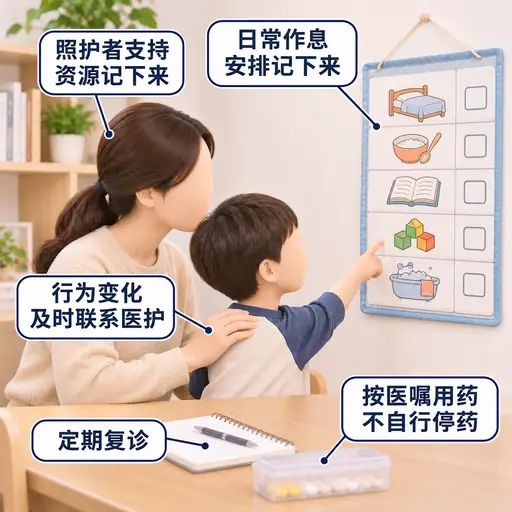 照护者支持
资源记下来
日常作息
安排记下来
行为变化
及时联系医护
定期复诊
按医嘱用药
不自行停药